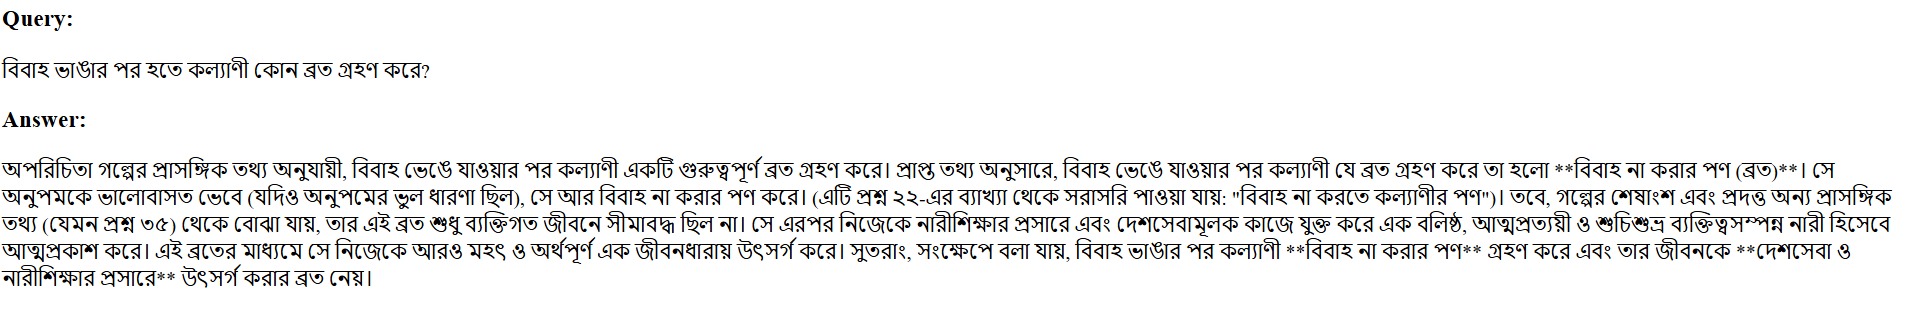 Query:
বিবাহ ভাঙার পর হতে কল্যাণী কোন ব্রত গ্রহণ করে?
Answer:
অপরিচিতা গল্পের প্রাসঙ্গিক তথ্য অনুযায়ী, বিবাহ ভেঙে যাওয়ার পর কল্যাণী একটি গুরুত্বপূর্ণ ব্রত গ্রহণ করে। প্রাপ্ত তথ্য অনুসারে, বিবাহ ভেঙে যাওয়ার পর কল্যাণী যে ব্রত গ্রহণ করে তা হলো **বিবাহ না করার পণ (ব্রত)**। সে
অনুপমকে ভালোবাসত ভেবে (যদিও অনুপমের ভুল ধারণা ছিল), সে আর বিবাহ না করার পণ করে। (এটি প্রশ্ন ২২-এর ব্যাখ্যা থেকে সরাসরি পাওয়া যায়: "বিবাহ না করতে কল্যাণীর পণ")। তবে, গল্পের শেষাংশ এবং প্রদত্ত অন্য প্রাসঙ্গিক
তথ্য (যেমন প্রশ্ন ৩৫) থেকে বোঝা যায়, তার এই ব্রত শুধু ব্যক্তিগত জীবনে সীমাবদ্ধ ছিল না। সে এরপর নিজেকে নারীশিক্ষার প্রসারে এবং দেশসেবামূলক কাজে যুক্ত করে এক বলিষ্ঠ, আত্মপ্রত্যয়ী ও শুচিশুভ্র ব্যক্তিত্বসম্পন্ন নারী হিসেবে
আত্মপ্রকাশ করে। এই ব্রতের মাধ্যমে সে নিজেকে আরও মহৎ ও অর্থপূর্ণ এক জীবনধারায় উৎসর্গ করে। সুতরাং, সংক্ষেপে বলা যায়, বিবাহ ভাঙার পর কল্যাণী **বিবাহ না করার পণ** গ্রহণ করে এবং তার জীবনকে **দেশসেবা ও
নারীশিক্ষার প্রসারে** উৎসর্গ করার ব্রত নেয়।